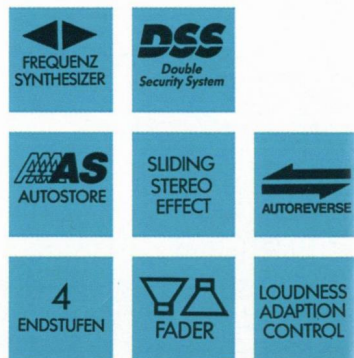 FREQUENZ
SYNTHESIZER
DSS
Double
Security System
AS
AUTOSTORE
SLIDING
STEREO
EFFECT
AUTOREVERSE
4
ENDSTUFEN
FADER
LOUDNESS
ADAPTION
CONTROL